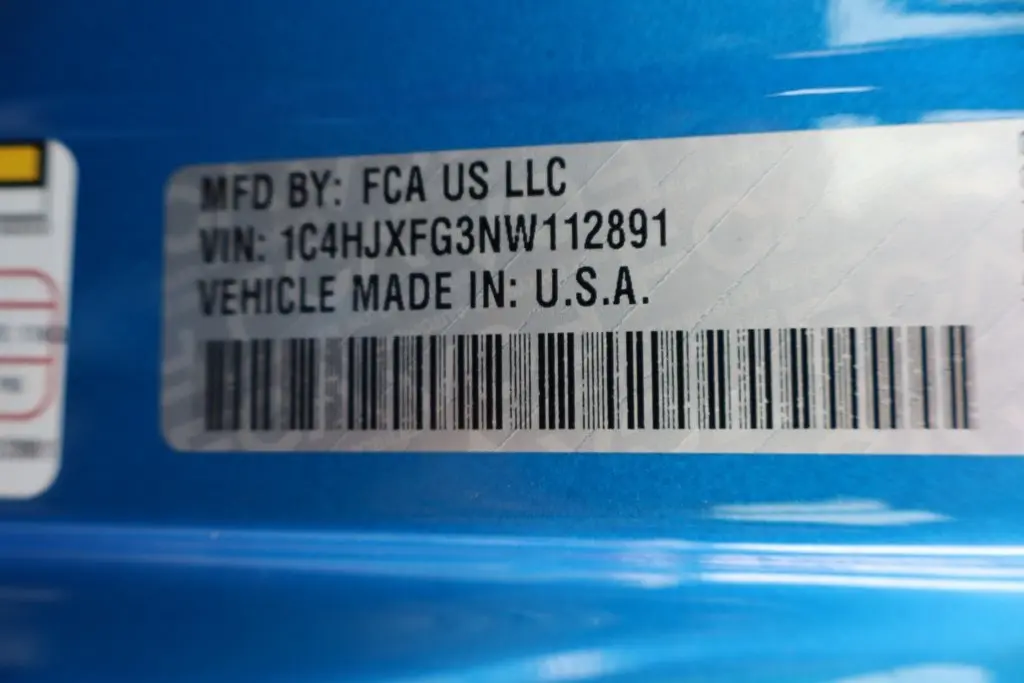 MFD BY: FCA US LLC
VIN: 1C4HJXFG3NW112891
VEHICLE MADE IN: U.S.A.